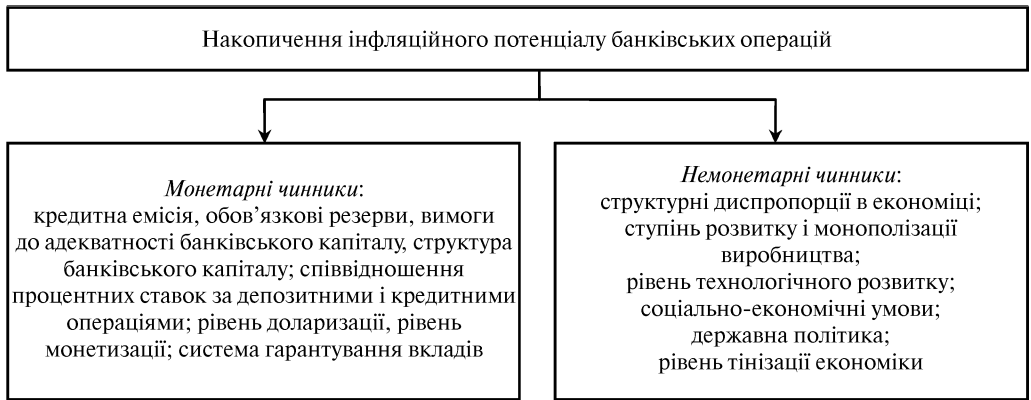 Накопичення інфляційного потенціалу банківських операцій
Монетарні чинники:
кредитна емісія, обов’язкові резерви, вимоги
до адекватності банківського капіталу, структура
банківського капіталу; співвідношення
процентних ставок за депозитними і кредитними
операціями; рівень доларизації, рівень
монетизації; система гарантування вкладів
Немонетарні чинники:
структурні диспропорції в економіці;
ступінь розвитку і монополізації
виробництва;
рівень технологічного розвитку;
соціально-економічні умови;
державна політика;
рівень тінізації економіки